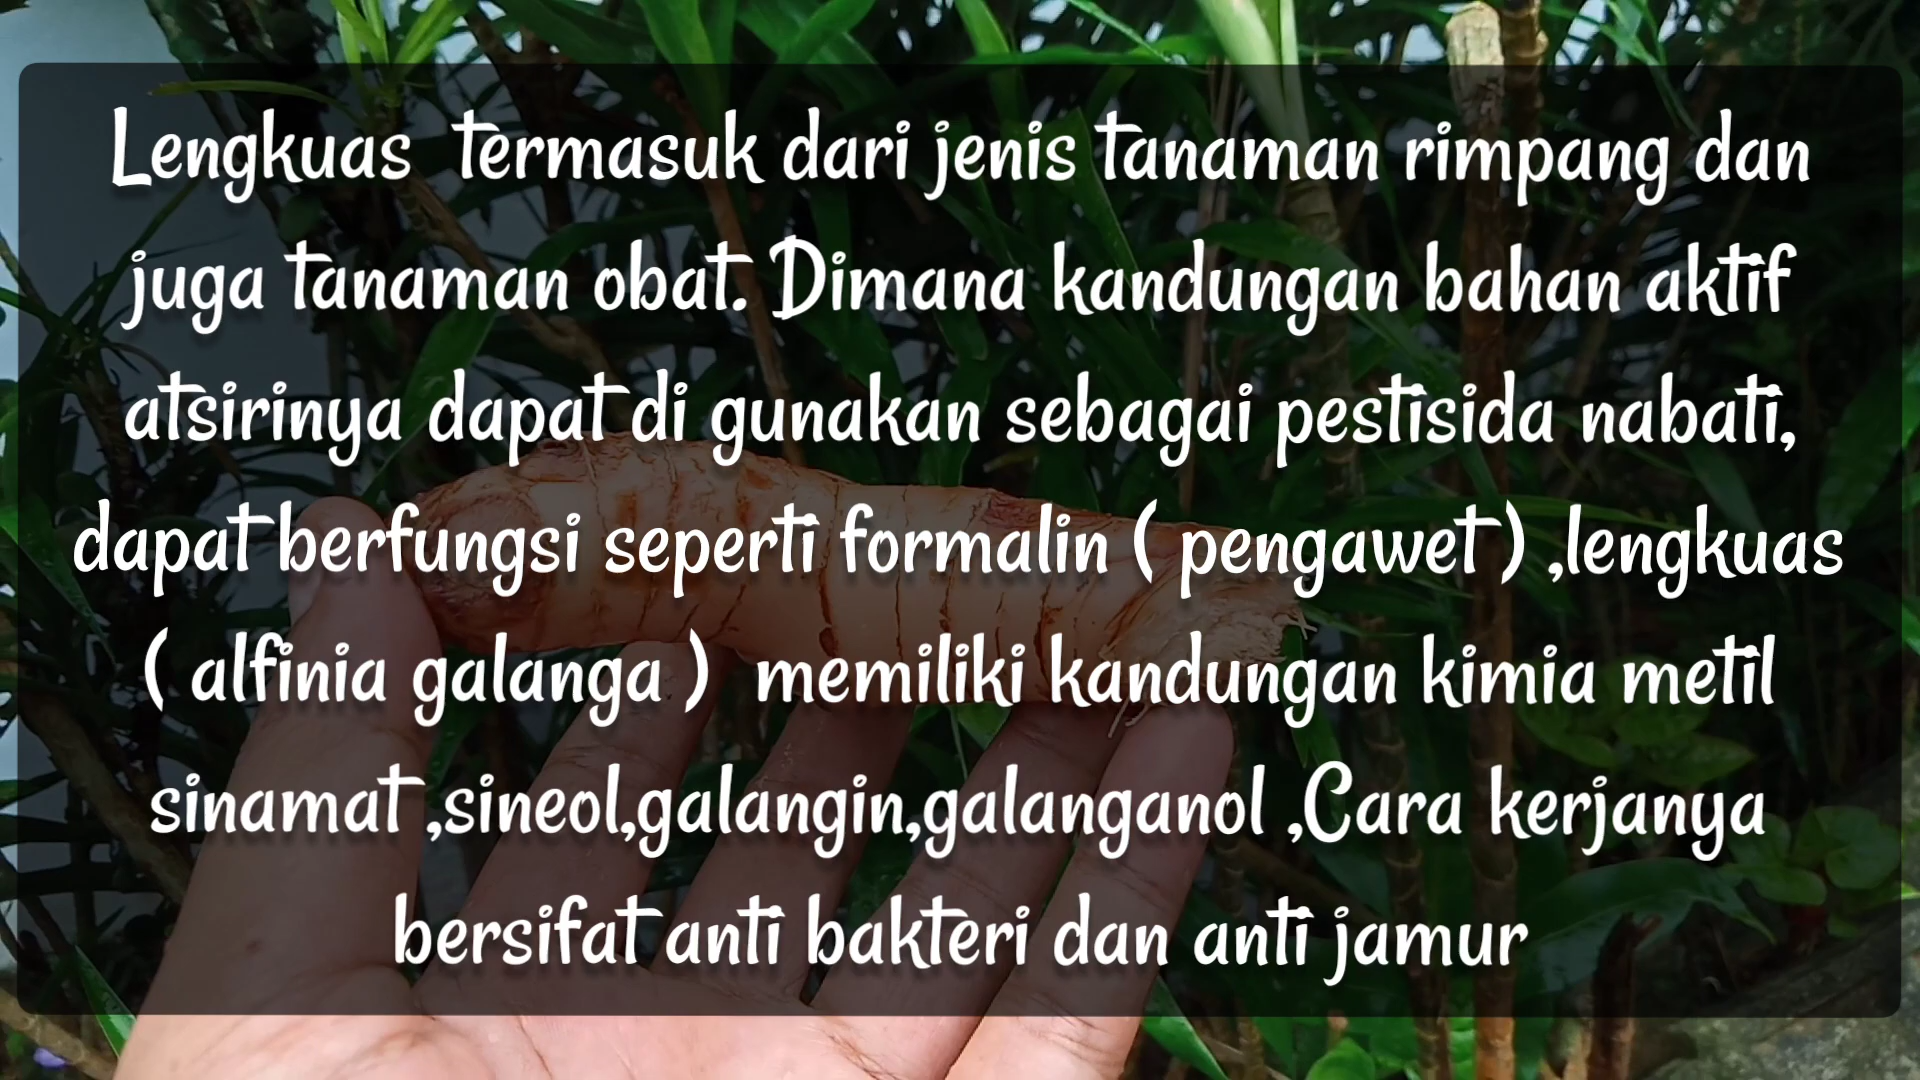 Lengkuas termasuk dari jenis tanaman rimpang dan
juga tanaman obat. Dimana kandungan bahan aktif
atsirinya dapat di gunakan sebagai pestisida nabati,
dapat berfungsi seperti formalin ( pengawet ) ,lengkuas
( alfinia galanga ) memiliki kandungan kimia metil
sinamat ,sineol,galangin,galanganol ,Cara kerjanya
bersifat anti bakteri dan anti jamur